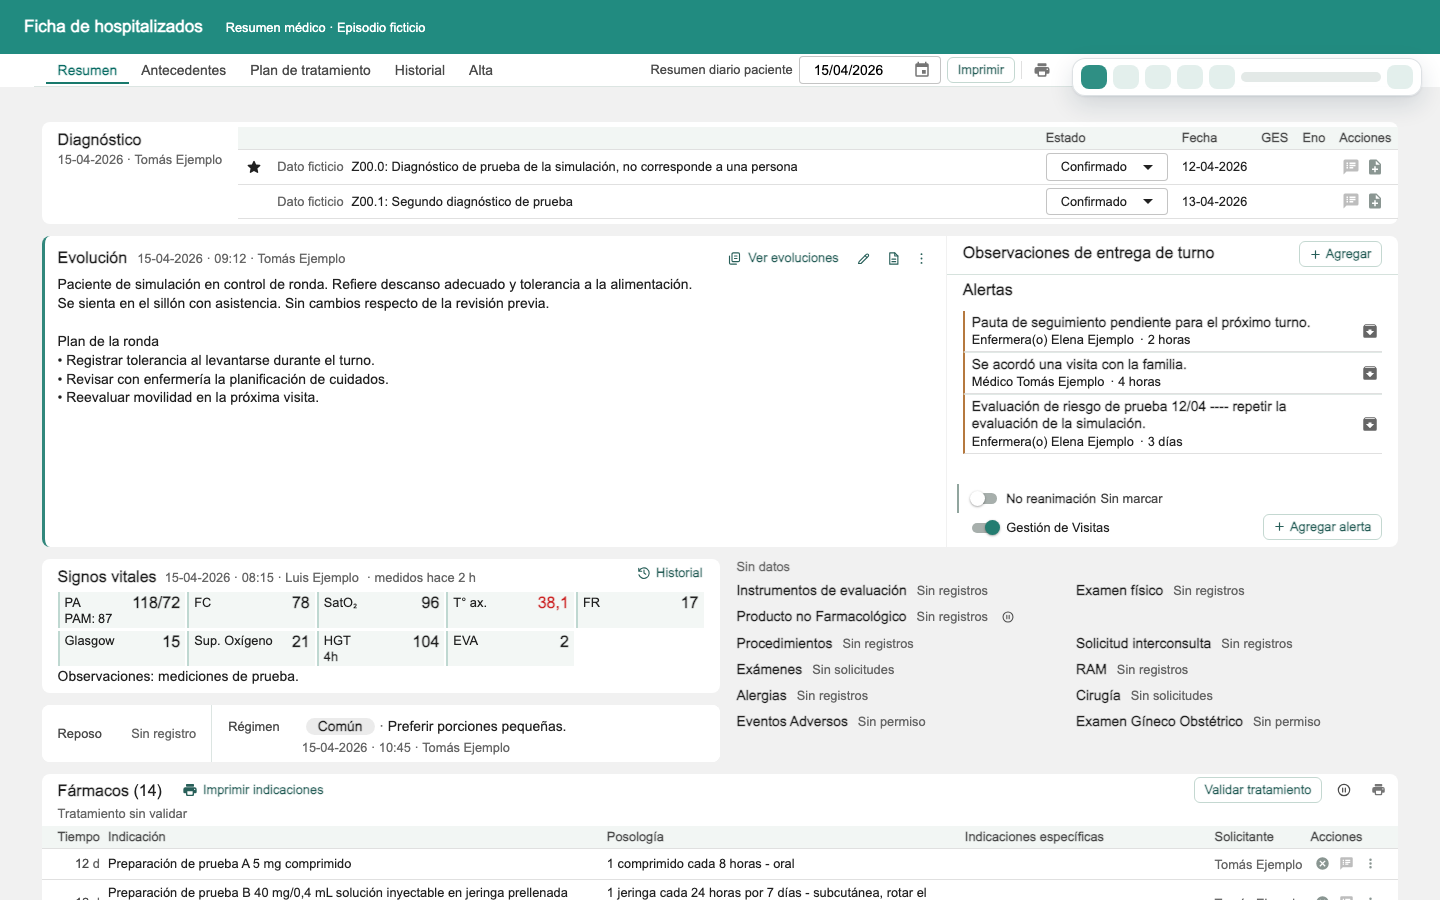 Ficha de hospitalizados Resumen médico · Episodio ficticio
Resumen Antecedentes Plan de tratamiento Historial Alta Resumen diario paciente 15/04/2026 Imprimir
Diagnóstico
15-04-2026 · Tomás Ejemplo
Estado Fecha GES Eno Acciones
Dato ficticio Z00.0: Diagnóstico de prueba de la simulación, no corresponde a una persona Confirmado 12-04-2026
Dato ficticio Z00.1: Segundo diagnóstico de prueba Confirmado 13-04-2026
Evolución 15-04-2026 · 09:12 · Tomás Ejemplo Ver evoluciones
Paciente de simulación en control de ronda. Refiere descanso adecuado y tolerancia a la alimentación.
Se sienta en el sillón con asistencia. Sin cambios respecto de la revisión previa.
Plan de la ronda
• Registrar tolerancia al levantarse durante el turno.
• Revisar con enfermería la planificación de cuidados.
• Reevaluar movilidad en la próxima visita.
Observaciones de entrega de turno Agregar
Alertas
Pauta de seguimiento pendiente para el próximo turno.
Enfermera(o) Elena Ejemplo · 2 horas
Se acordó una visita con la familia.
Médico Tomás Ejemplo · 4 horas
Evaluación de riesgo de prueba 12/04 ---- repetir la
evaluación de la simulación.
Enfermera(o) Elena Ejemplo · 3 días
No reanimación Sin marcar
Gestión de Visitas Agregar alerta
Signos vitales 15-04-2026 · 08:15 · Luis Ejemplo · medidos hace 2 h Historial
PA 118/72 FC 78 SatO₂ 96 T° ax. 38,1 FR 17
PAM: 87
Glasgow 15 Sup. Oxígeno 21 HGT 104 EVA 2
4h
Observaciones: mediciones de prueba.
Reposo Sin registro Régimen Común · Preferir porciones pequeñas.
15-04-2026 · 10:45 · Tomás Ejemplo
Sin datos
Instrumentos de evaluación Sin registros Examen físico Sin registros
Producto no Farmacológico Sin registros
Procedimientos Sin registros Solicitud interconsulta Sin registros
Exámenes Sin solicitudes RAM Sin registros
Alergias Sin registros Cirugía Sin solicitudes
Eventos Adversos Sin permiso Examen Gíneco Obstétrico Sin permiso
Fármacos (14) Imprimir indicaciones Validar tratamiento
Tratamiento sin validar
Tiempo Indicación Posología Indicaciones específicas Solicitante Acciones
12 d Preparación de prueba A 5 mg comprimido 1 comprimido cada 8 horas - oral Tomás Ejemplo
Preparación de prueba B 40 mg/0,4 mL solución inyectable en jeringa prellenada 1 jeringa cada 24 horas por 7 días - subcutánea, rotar el